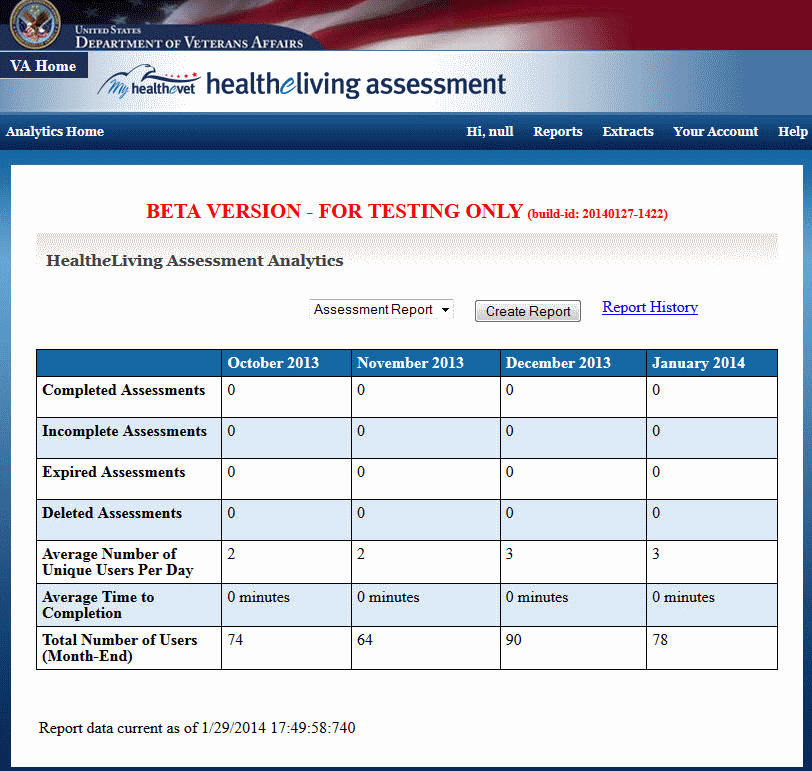 UNITED STATES
DEPARTMENT OF VETERANS AFFAIRS
VA Home
My healthevet healtheliving assessment
Analytics Home Hi, null Reports Extracts Your Account Help
BETA VERSION - FOR TESTING ONLY (build-id: 20140127-1422)
HealtheLiving Assessment Analytics
Assessment Report Create Report Report History
October 2013 November 2013 December 2013 January 2014
Completed Assessments 0 0 0 0
Incomplete Assessments 0 0 0 0
Expired Assessments 0 0 0 0
Deleted Assessments 0 0 0 0
Average Number of 2 2 3 3
Unique Users Per Day
Average Time to 0 minutes 0 minutes 0 minutes 0 minutes
Completion
Total Number of Users 74 64 90 78
(Month-End)
Report data current as of 1/29/2014 17:49:58:740